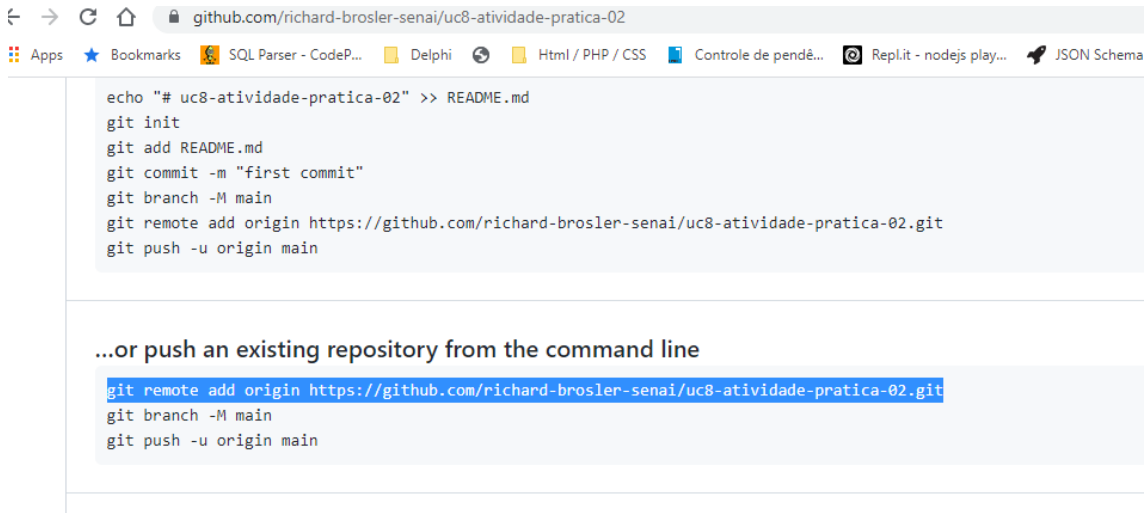 github.com/richard-brosler-senai/uc8-atividade-pratica-02
Apps Bookmarks SQL Parser - CodeP... Delphi Html / PHP / CSS Controle de pendê... Repl.it - nodejs play... JSON Schema
echo "# uc8-atividade-pratica-02" >> README.md
git init
git add README.md
git commit -m "first commit"
git branch -M main
git remote add origin https://github.com/richard-brosler-senai/uc8-atividade-pratica-02.git
git push -u origin main
...or push an existing repository from the command line
git remote add origin https://github.com/richard-brosler-senai/uc8-atividade-pratica-02.git
git branch -M main
git push -u origin main